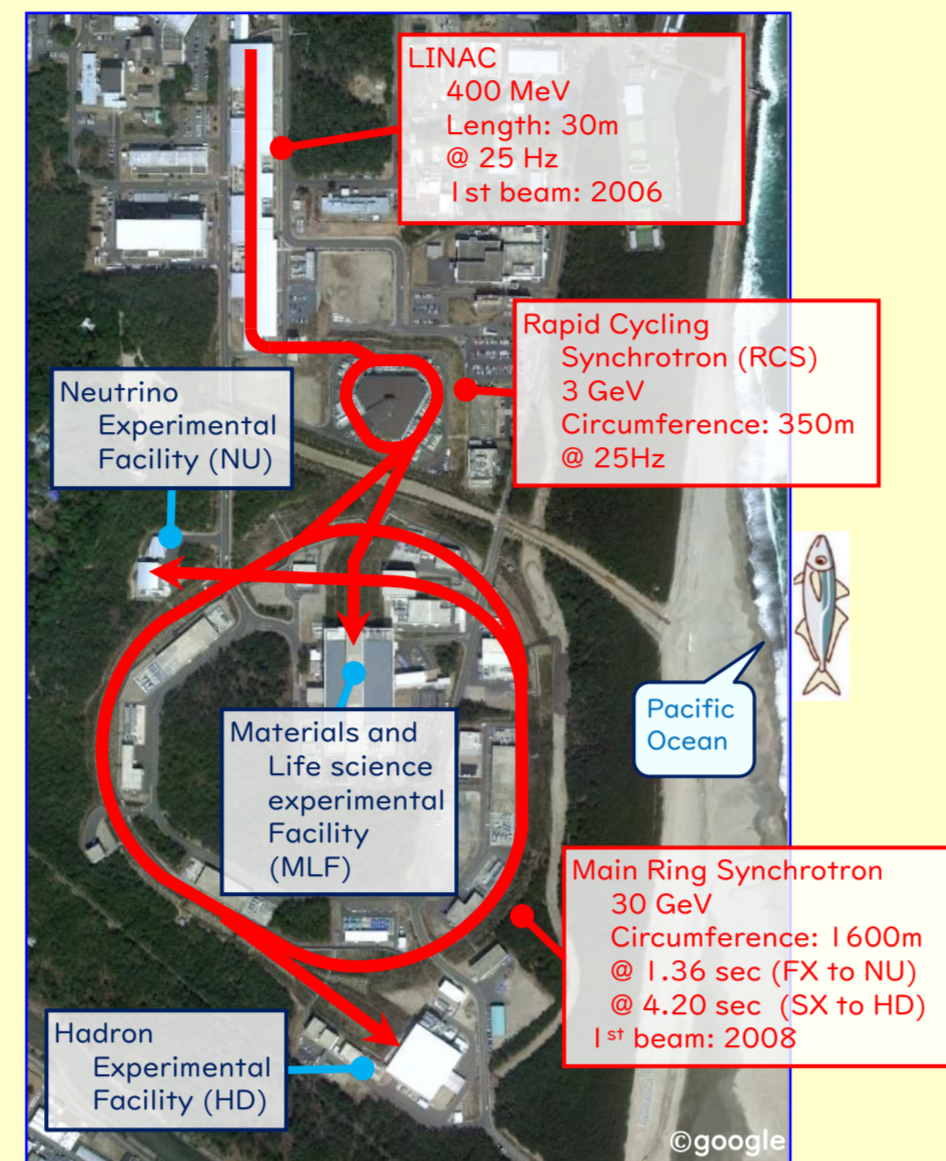 LINAC
400 MeV
Length: 30m
@ 25 Hz
1st beam: 2006
Rapid Cycling
Synchrotron (RCS)
3 GeV
Circumference: 350m
@ 25Hz
Neutrino
Experimental
Facility (NU)
Materials and
Life science
experimental
Facility
(MLF)
Pacific
Ocean
Main Ring Synchrotron
30 GeV
Circumference: 1600m
@ 1.36 sec (FX to NU)
@ 4.20 sec (SX to HD)
1st beam: 2008
Hadron
Experimental
Facility (HD)
©google